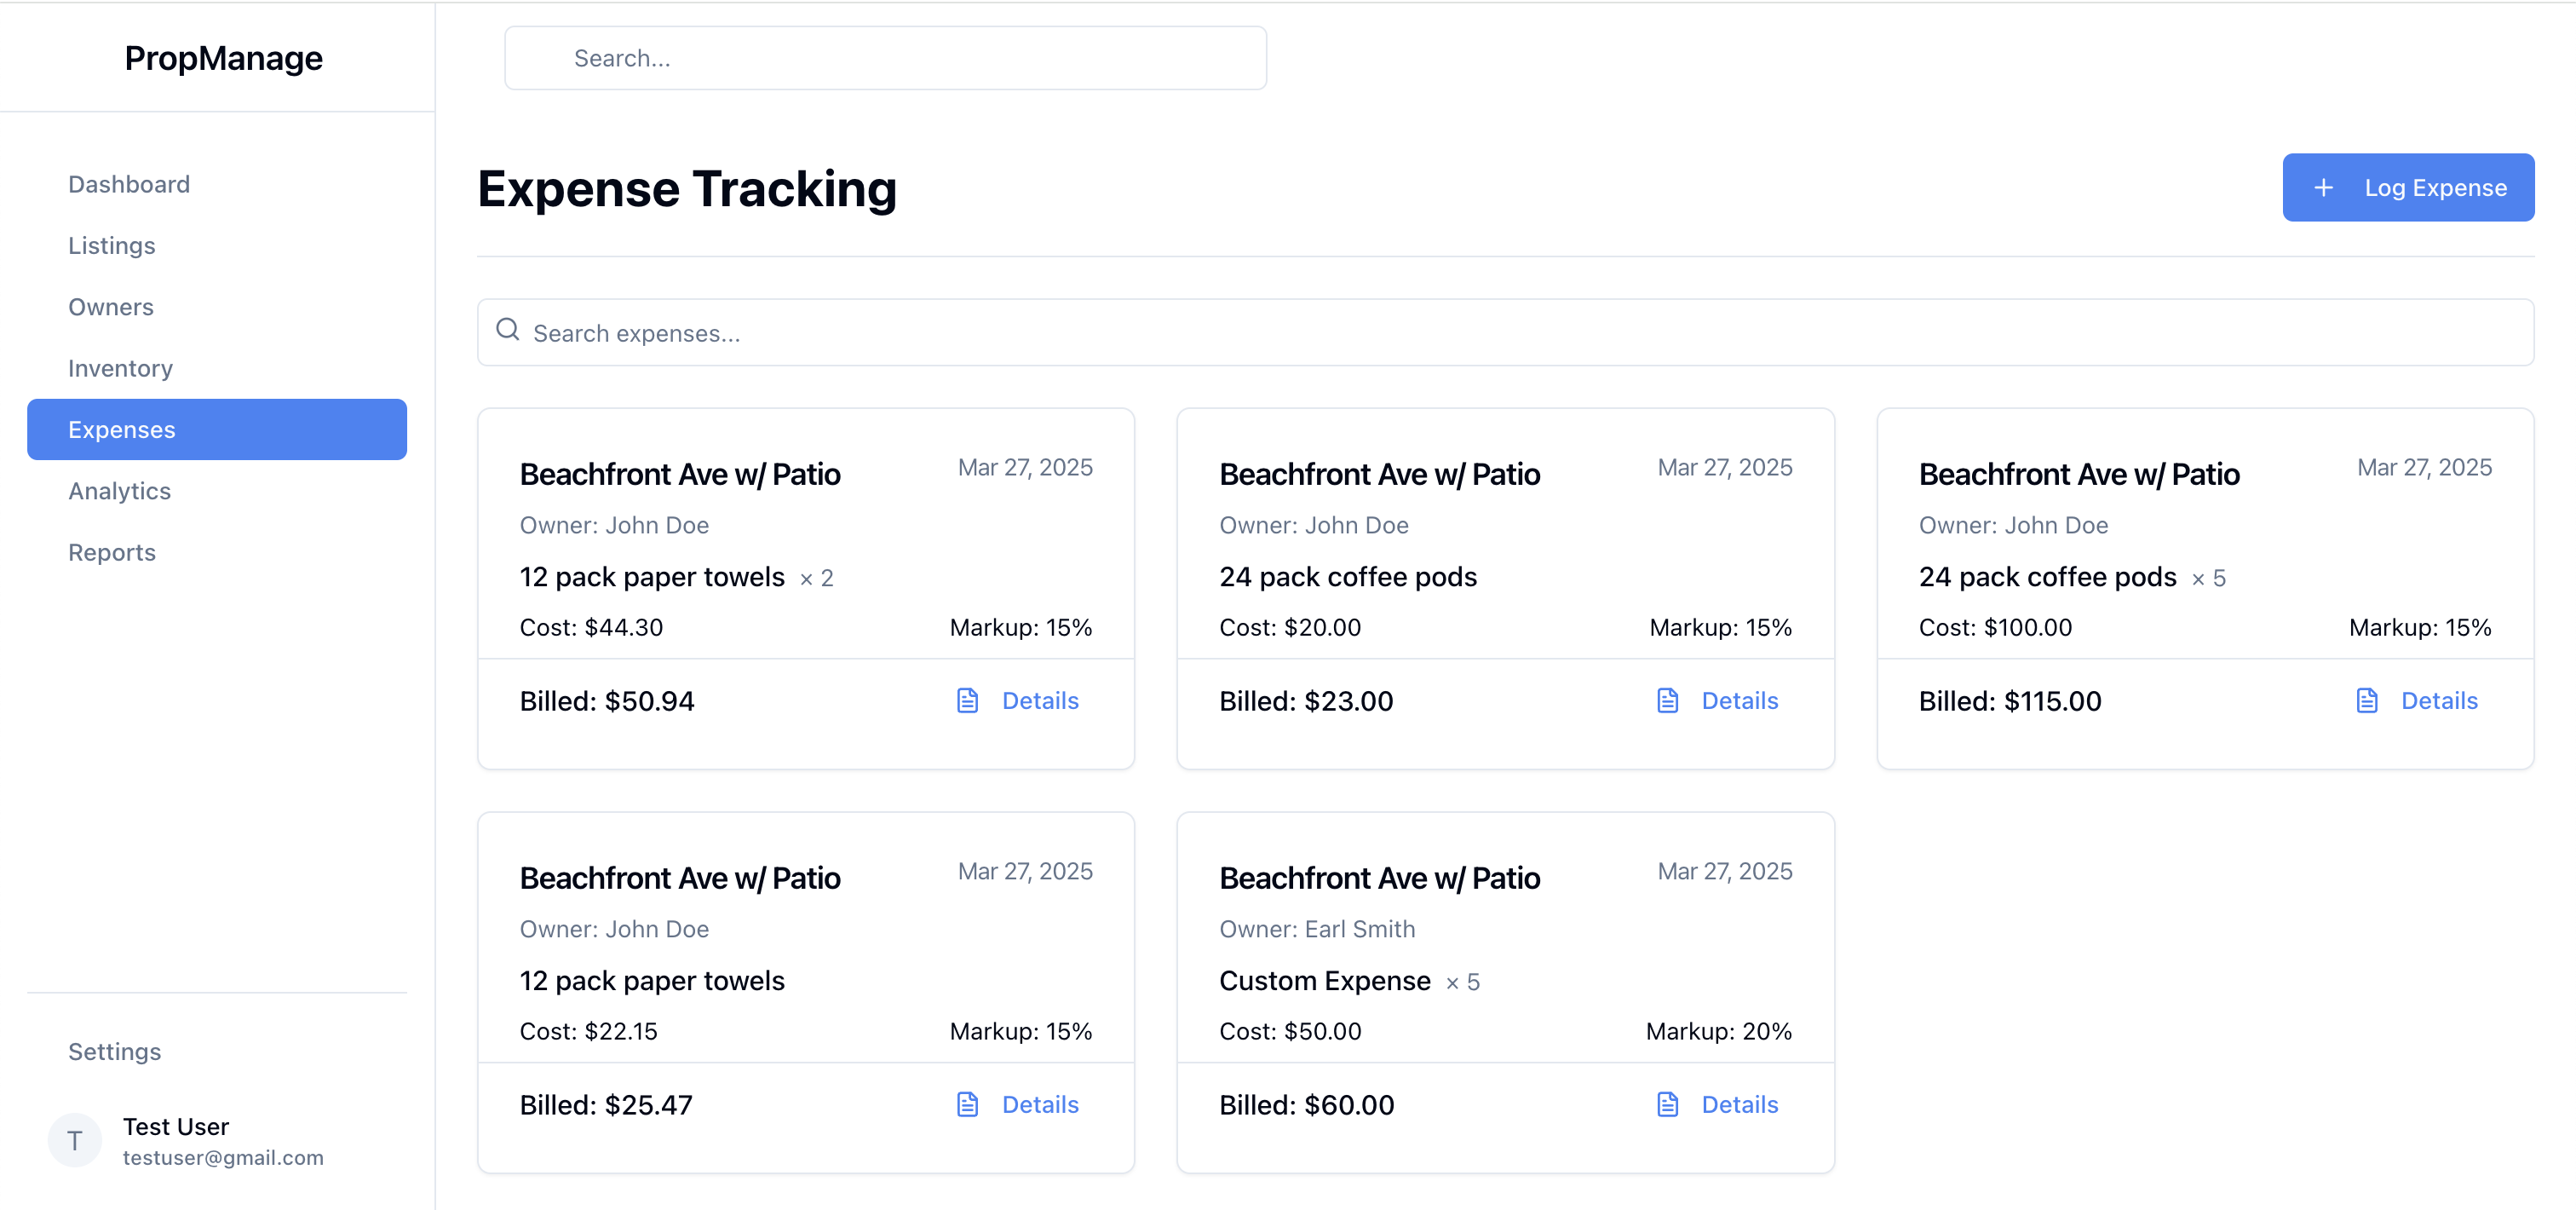 PropManage
Search...
Dashboard
Listings
Owners
Inventory
Expenses
Analytics
Reports
Settings
T
Test User
testuser@gmail.com
Expense Tracking
+ Log Expense
Search expenses...
Beachfront Ave w/ Patio Mar 27, 2025
Owner: John Doe
12 pack paper towels × 2
Cost: $44.30 Markup: 15%
Billed: $50.94 Details
Beachfront Ave w/ Patio Mar 27, 2025
Owner: John Doe
24 pack coffee pods
Cost: $20.00 Markup: 15%
Billed: $23.00 Details
Beachfront Ave w/ Patio Mar 27, 2025
Owner: John Doe
24 pack coffee pods × 5
Cost: $100.00 Markup: 15%
Billed: $115.00 Details
Beachfront Ave w/ Patio Mar 27, 2025
Owner: John Doe
12 pack paper towels
Cost: $22.15 Markup: 15%
Billed: $25.47 Details
Beachfront Ave w/ Patio Mar 27, 2025
Owner: Earl Smith
Custom Expense × 5
Cost: $50.00 Markup: 20%
Billed: $60.00 Details